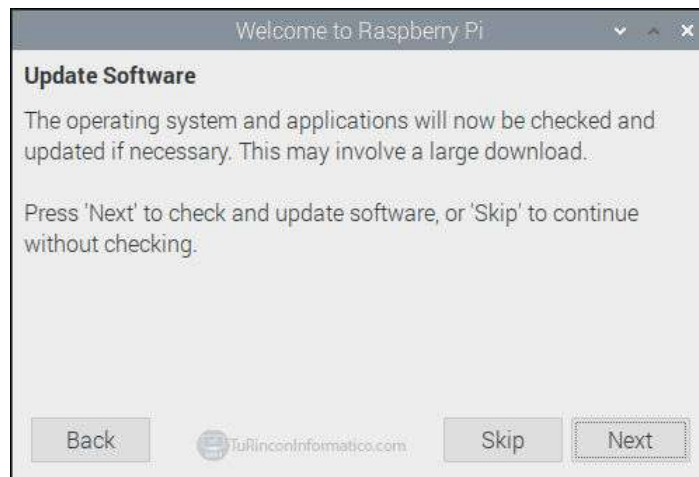 Welcome to Raspberry Pi
Update Software
The operating system and applications will now be checked and
updated if necessary. This may involve a large download.
Press 'Next' to check and update software, or 'Skip' to continue
without checking.
Back
TuRinconInformatico.com
Skip
Next